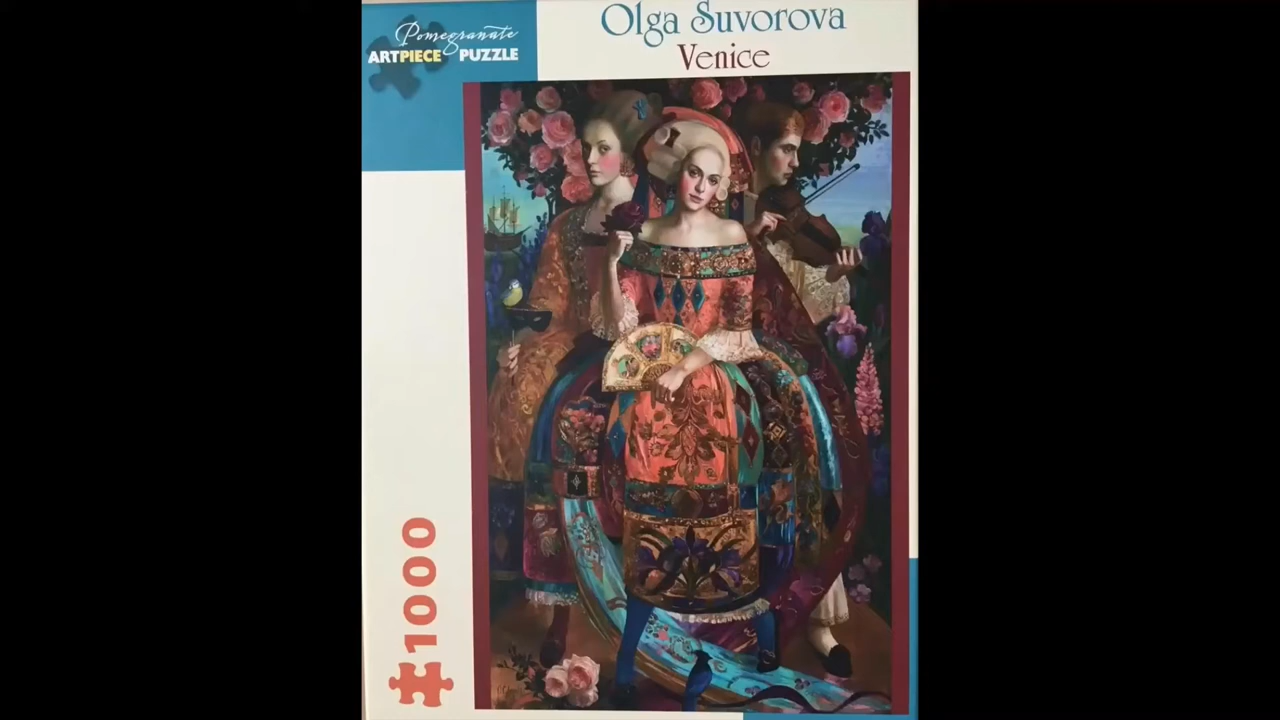 Pomegranate
ARTPIECE PUZZLE
Olga Suvorova
Venice
1000